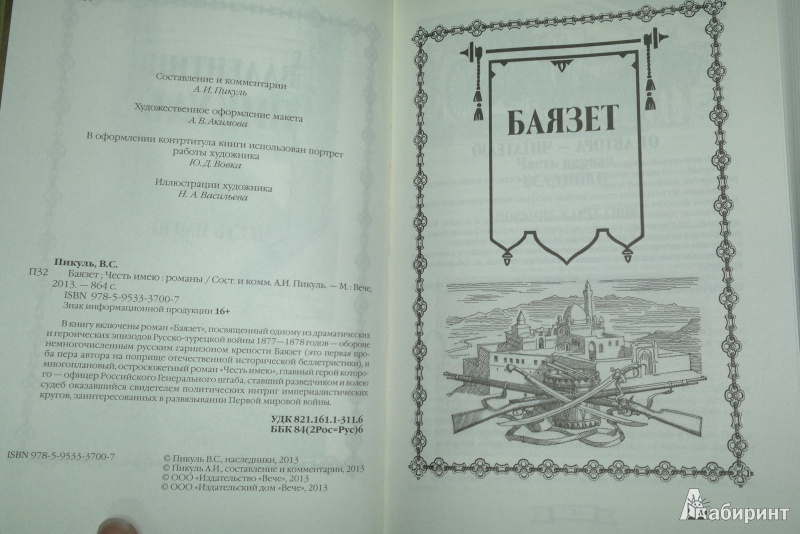 Составление и комментарии
А.И. Пикуль
Художественное оформление макета
А.В. Акимова
В оформлении контртитула книги использован портрет
работы художника
Ю.Д. Вовка
Иллюстрации художника
Н.А. Васильева
Пикуль, В.С.
П32 Баязет ; Честь имею : романы / Сост. и комм. А.И. Пикуль. — М.: Вече,
2013. — 864 с.
ISBN 978-5-9533-3700-7
Знак информационной продукции 16+
В книгу включены роман «Баязет», посвященный одному из драматических
и героических эпизодов Русско-турецкой войны 1877—1878 годов — обороне
немногочисленным русским гарнизоном крепости Баязет (это первая про-
ба пера автора на поприще отечественной исторической беллетристики), и
многоплановый, остросюжетный роман «Честь имею», главный герой которо-
го — офицер Российского Генерального штаба, ставший разведчиком и волею
судеб оказавшийся свидетелем политических интриг империалистических
кругов, заинтересованных в развязывании Первой мировой войны.
УДК 821.161.1-311.6
ББК 84(2Рос=Рус)6
ISBN 978-5-9533-3700-7
© Пикуль В.С., наследники, 2013
© Пикуль А.И., составление и комментарии, 2013
© ООО «Издательство «Вече», 2013
© ООО «Издательский дом «Вече», 2013
БАЯЗЕТ
ОТ АВТОРА — ЧИТАТЕЛЮ
Часть первая
Лабиринт